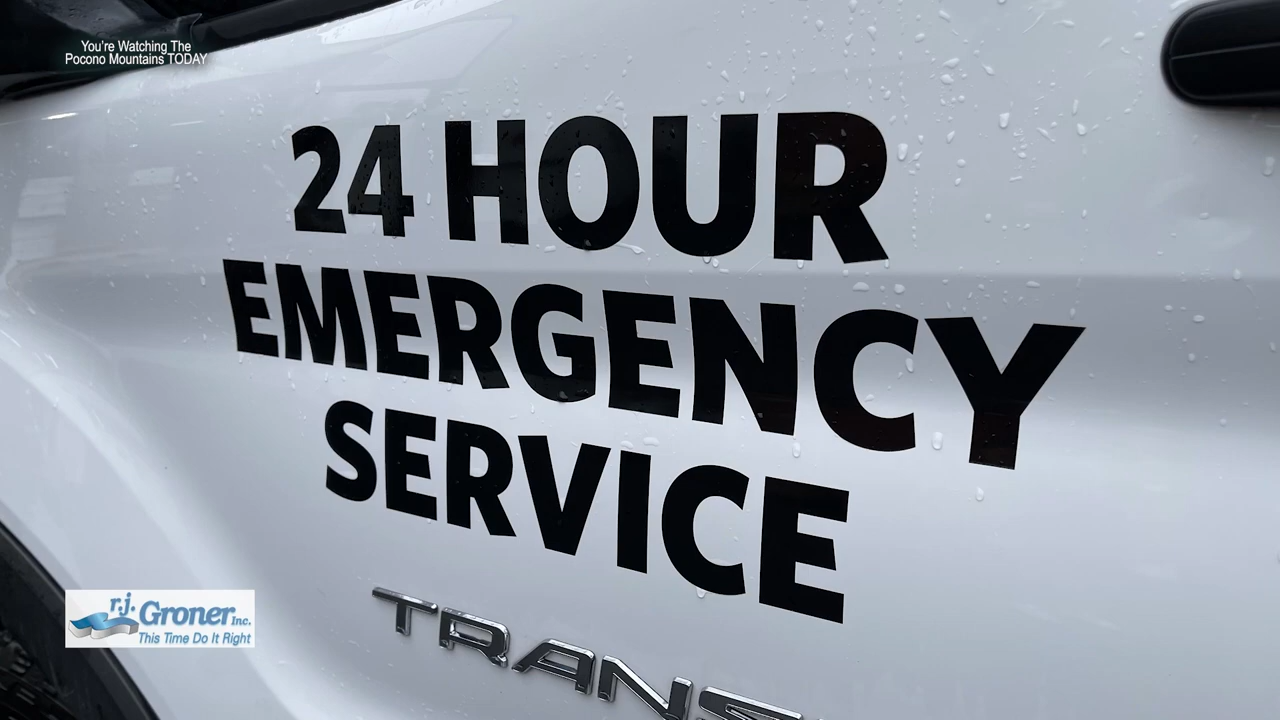 You're Watching The
Pocono Mountains TODAY
24 HOUR
EMERGENCY
SERVICE
r.j. Groner Inc.
This Time Do It Right
TRANS